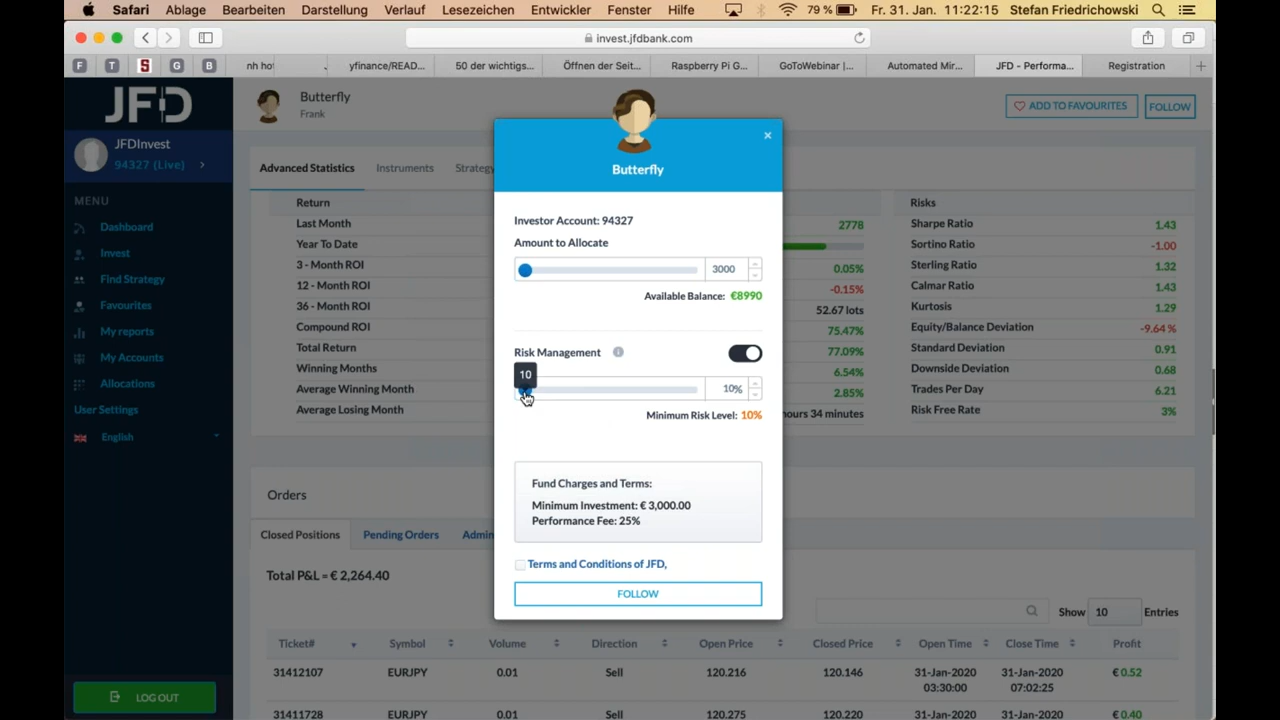 Safari Ablage Bearbeiten Darstellung Verlauf Lesezeichen Entwickler Fenster Hilfe 79 % Fr. 31. Jan. 11:22:15 Stefan Friedrichowski
invest.jfdbank.com
F T S G B nh ho yfinance/READ... 50 der wichtigs... Öffnen der Seit... Raspberry Pi G... GoToWebinar |... Automated Mir... JFD - Performa... Registration
JFD
JFDInvest
94327 (Live)
MENU
Dashboard
Invest
Find Strategy
Favourites
My reports
My Accounts
Allocations
User Settings
English
LOG OUT
Butterfly
Frank
ADD TO FAVOURITES FOLLOW
Advanced Statistics Instruments Strategy
Return Risks
Last Month 2778 Sharpe Ratio 1.43
Year To Date Sortino Ratio -1.00
3 - Month ROI 0.05% Sterling Ratio 1.32
12 - Month ROI -0.15% Calmar Ratio 1.43
36 - Month ROI 52.67 lots Kurtosis 1.29
Compound ROI 75.47% Equity/Balance Deviation -9.64 %
Total Return 77.09% Standard Deviation 0.91
Winning Months 6.54% Downside Deviation 0.68
Average Winning Month 2.85% Trades Per Day 6.21
Average Losing Month hours 34 minutes Risk Free Rate 3%
Butterfly
×
Investor Account: 94327
Amount to Allocate
3000
Available Balance: €8990
Risk Management
10
10%
Minimum Risk Level: 10%
Fund Charges and Terms:
Minimum Investment: € 3,000.00
Performance Fee: 25%
Terms and Conditions of JFD,
FOLLOW
Orders
Closed Positions Pending Orders Admin
Total P&L = € 2,264.40
Show 10 Entries
Ticket# Symbol Volume Direction Open Price Closed Price Open Time Close Time Profit
31412107 EURJPY 0.01 Sell 120.216 120.146 31-Jan-2020 03:30:00 31-Jan-2020 07:02:25 € 0.52
31411728 EURJPY 0.01 Sell 120.275 120.220 31-Jan-2020 31-Jan-2020 € 0.40